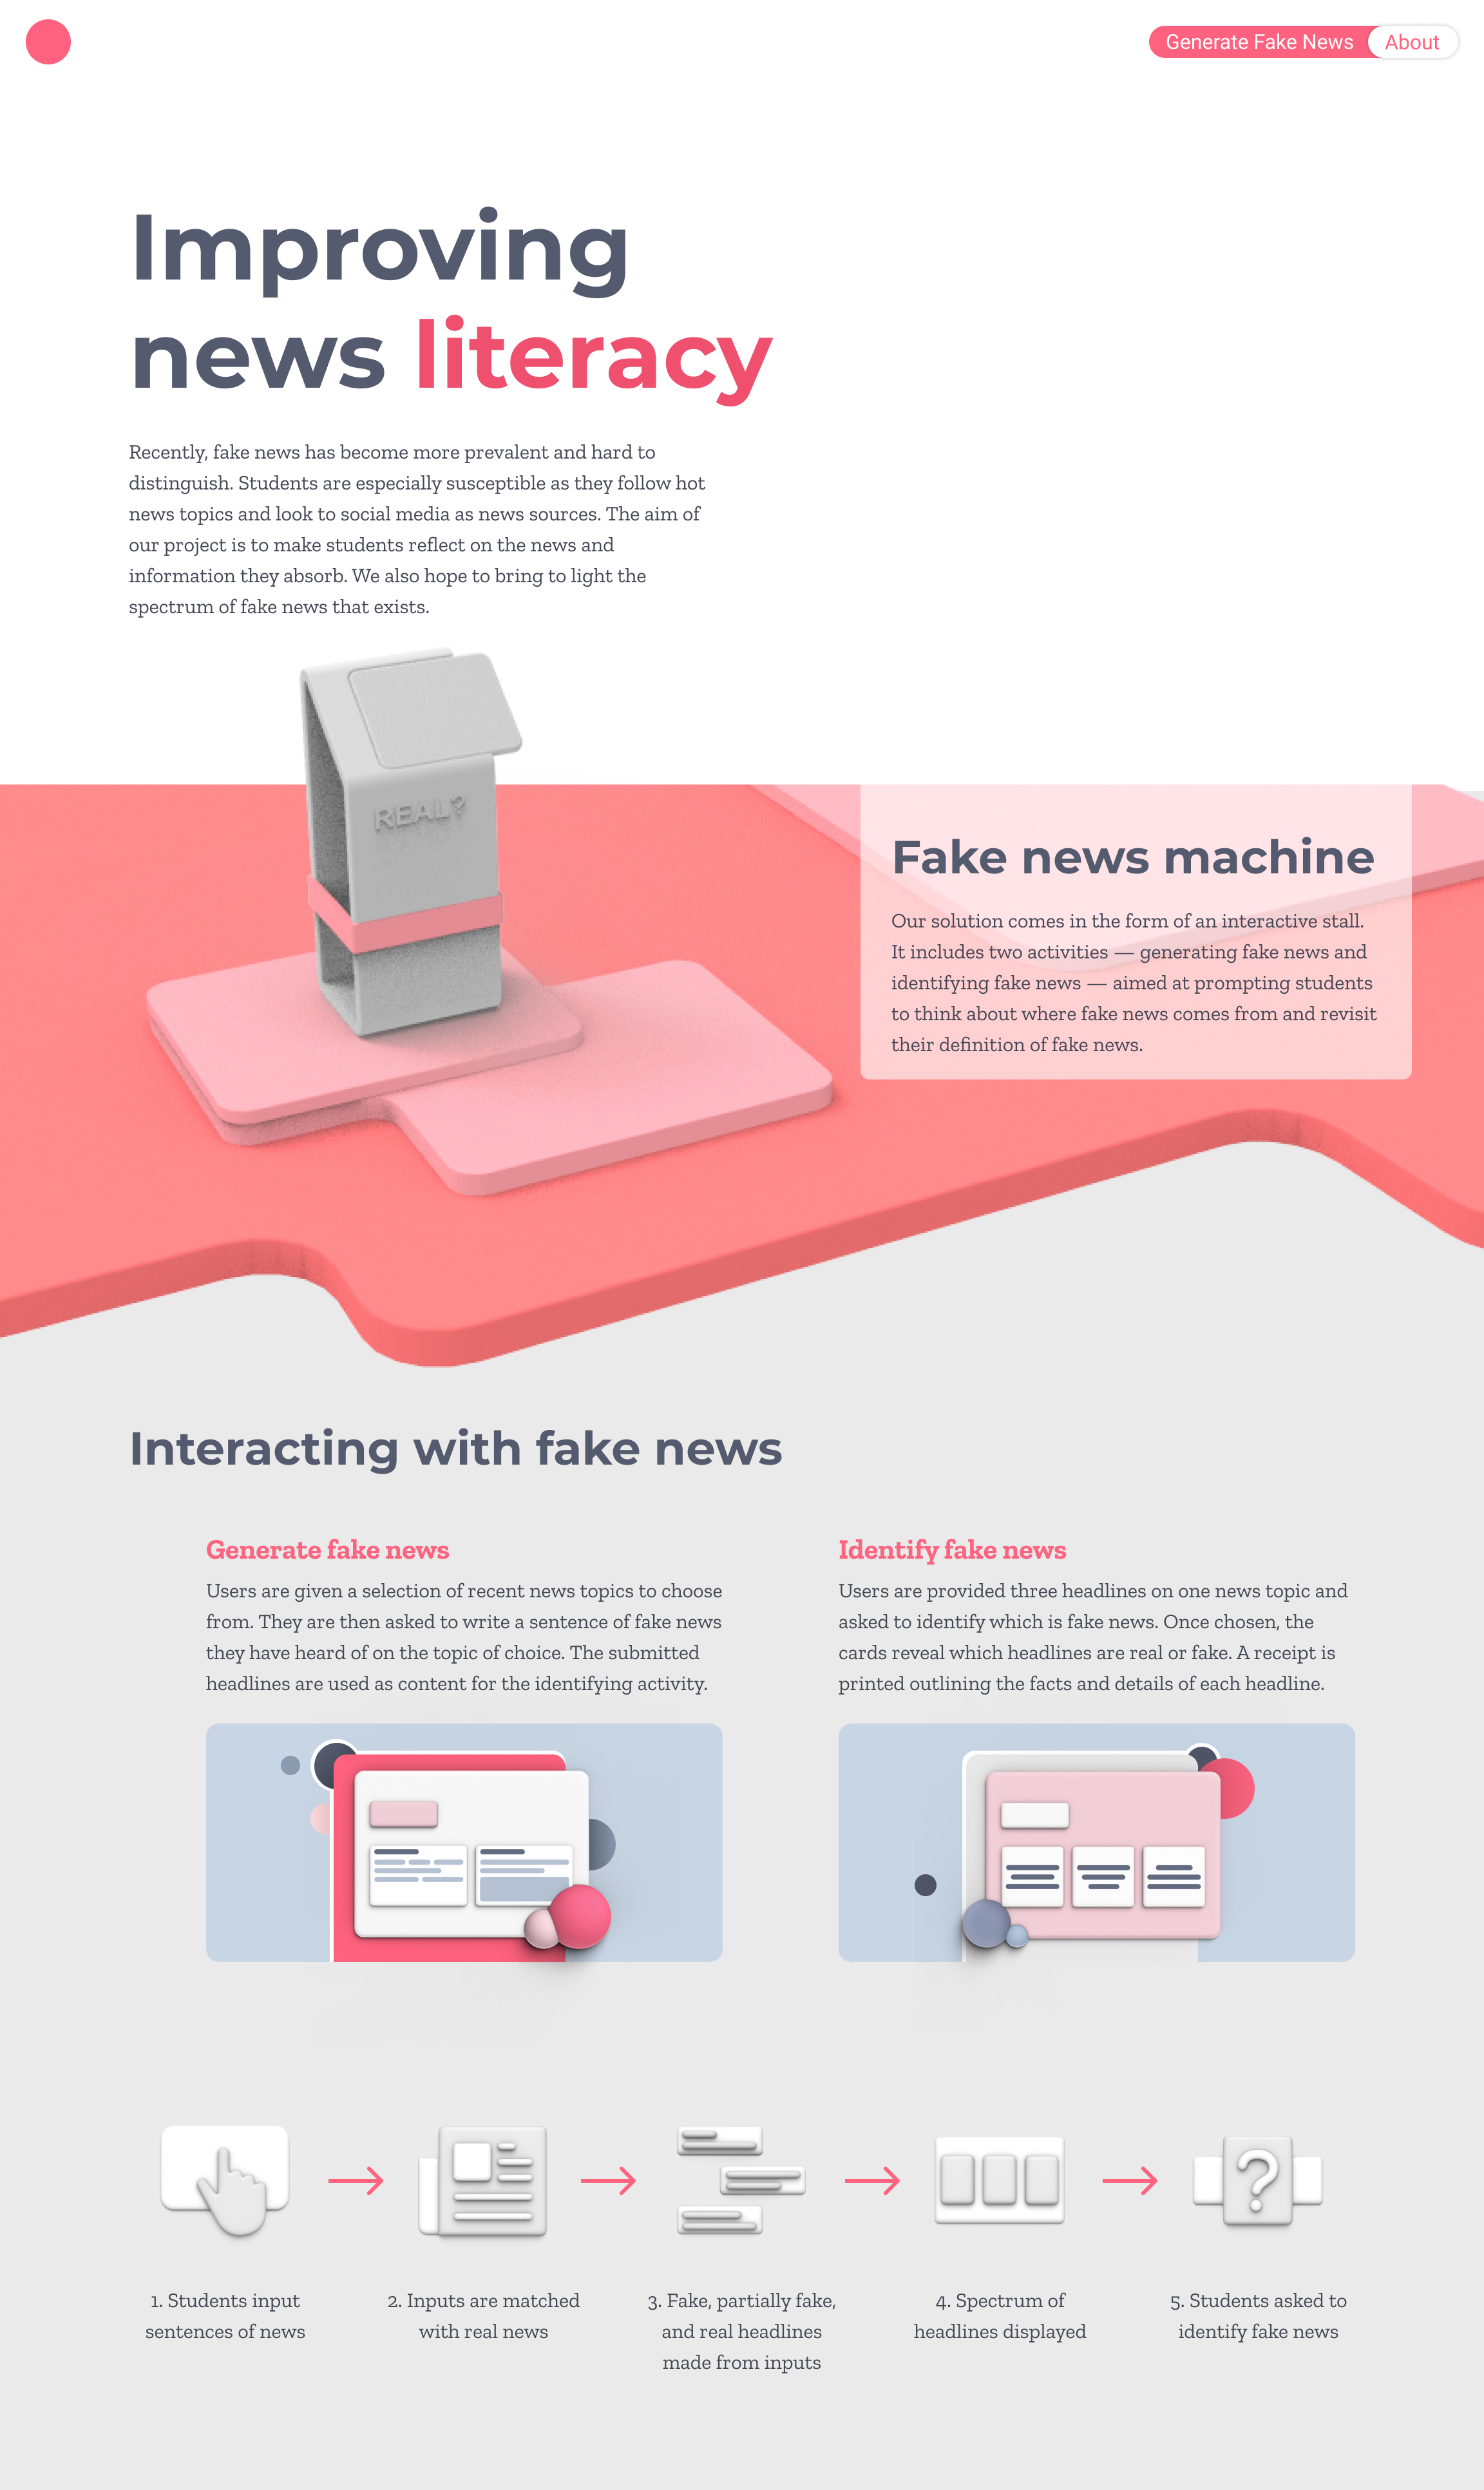 Generate Fake News
About
Improving
news literacy
Recently, fake news has become more prevalent and hard to
distinguish. Students are especially susceptible as they follow hot
news topics and look to social media as news sources. The aim of
our project is to make students reflect on the news and
information they absorb. We also hope to bring to light the
spectrum of fake news that exists.
REAL?
Fake news machine
Our solution comes in the form of an interactive stall.
It includes two activities — generating fake news and
identifying fake news — aimed at prompting students
to think about where fake news comes from and revisit
their definition of fake news.
Interacting with fake news
Generate fake news
Users are given a selection of recent news topics to choose
from. They are then asked to write a sentence of fake news
they have heard of on the topic of choice. The submitted
headlines are used as content for the identifying activity.
Identify fake news
Users are provided three headlines on one news topic and
asked to identify which is fake news. Once chosen, the
cards reveal which headlines are real or fake. A receipt is
printed outlining the facts and details of each headline.
?
1. Students input
sentences of news
2. Inputs are matched
with real news
3. Fake, partially fake,
and real headlines
made from inputs
4. Spectrum of
headlines displayed
5. Students asked to
identify fake news